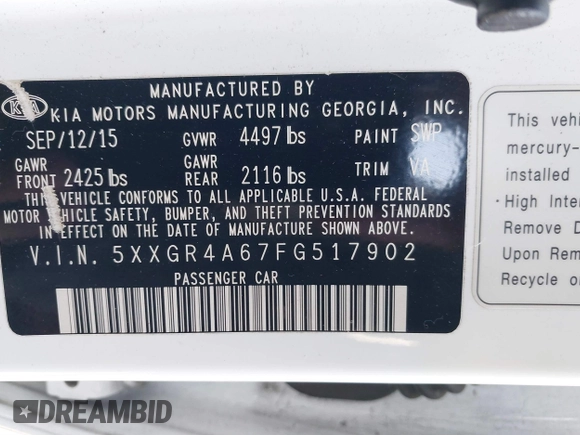 MANUFACTURED BY
KIA KIA MOTORS MANUFACTURING GEORGIA, INC.
SEP/12/15 GVWR 4497 lbs PAINT SWP
GAWR FRONT 2425 lbs GAWR REAR 2116 lbs TRIM VA
THIS VEHICLE CONFORMS TO ALL APPLICABLE U.S.A. FEDERAL
MOTOR VEHICLE SAFETY, BUMPER, AND THEFT PREVENTION STANDARDS
IN EFFECT ON THE DATE OF MANUFACTURE SHOWN ABOVE.
V.I.N. 5XXGR4A67FG517902
PASSENGER CAR
This vehi
mercury-
installed
· High Inter
Remove D
Upon Rem
Recycle o
DREAMBID